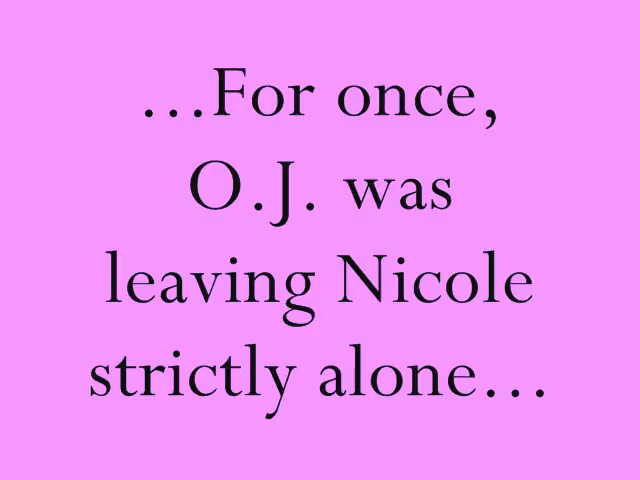 ...For once,
O.J. was
leaving Nicole
strictly alone...